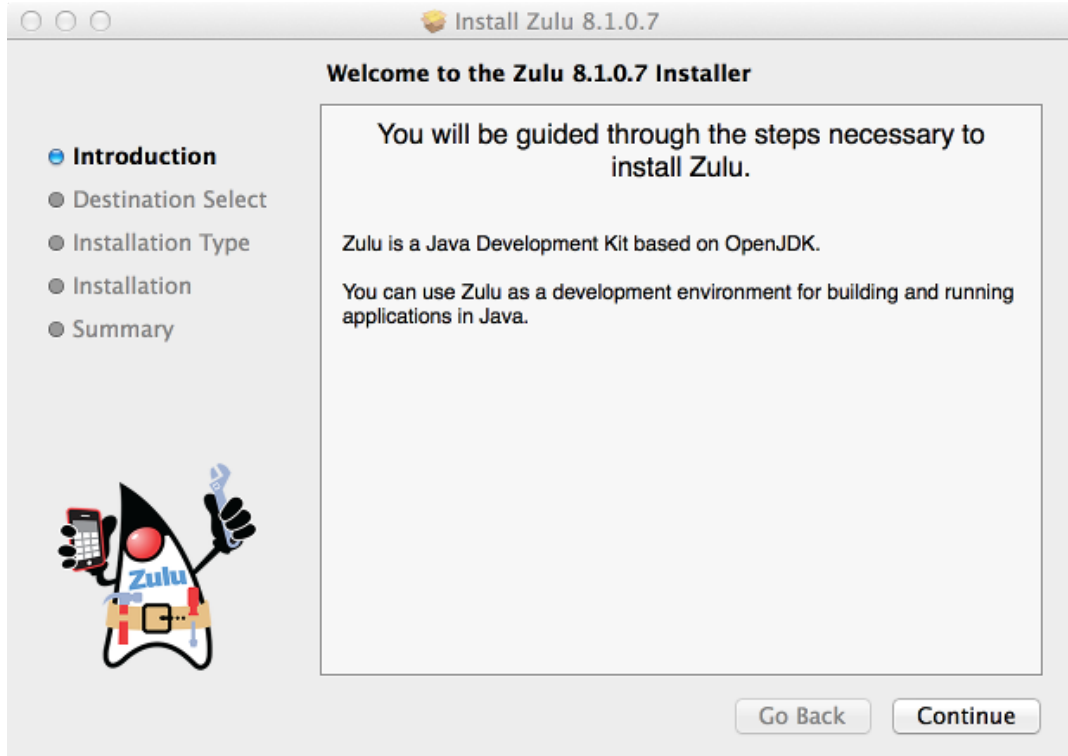 Install Zulu 8.1.0.7
Welcome to the Zulu 8.1.0.7 Installer
Introduction
Destination Select
Installation Type
Installation
Summary
You will be guided through the steps necessary to
install Zulu.
Zulu is a Java Development Kit based on OpenJDK.
You can use Zulu as a development environment for building and running
applications in Java.
Zulu
Go Back
Continue